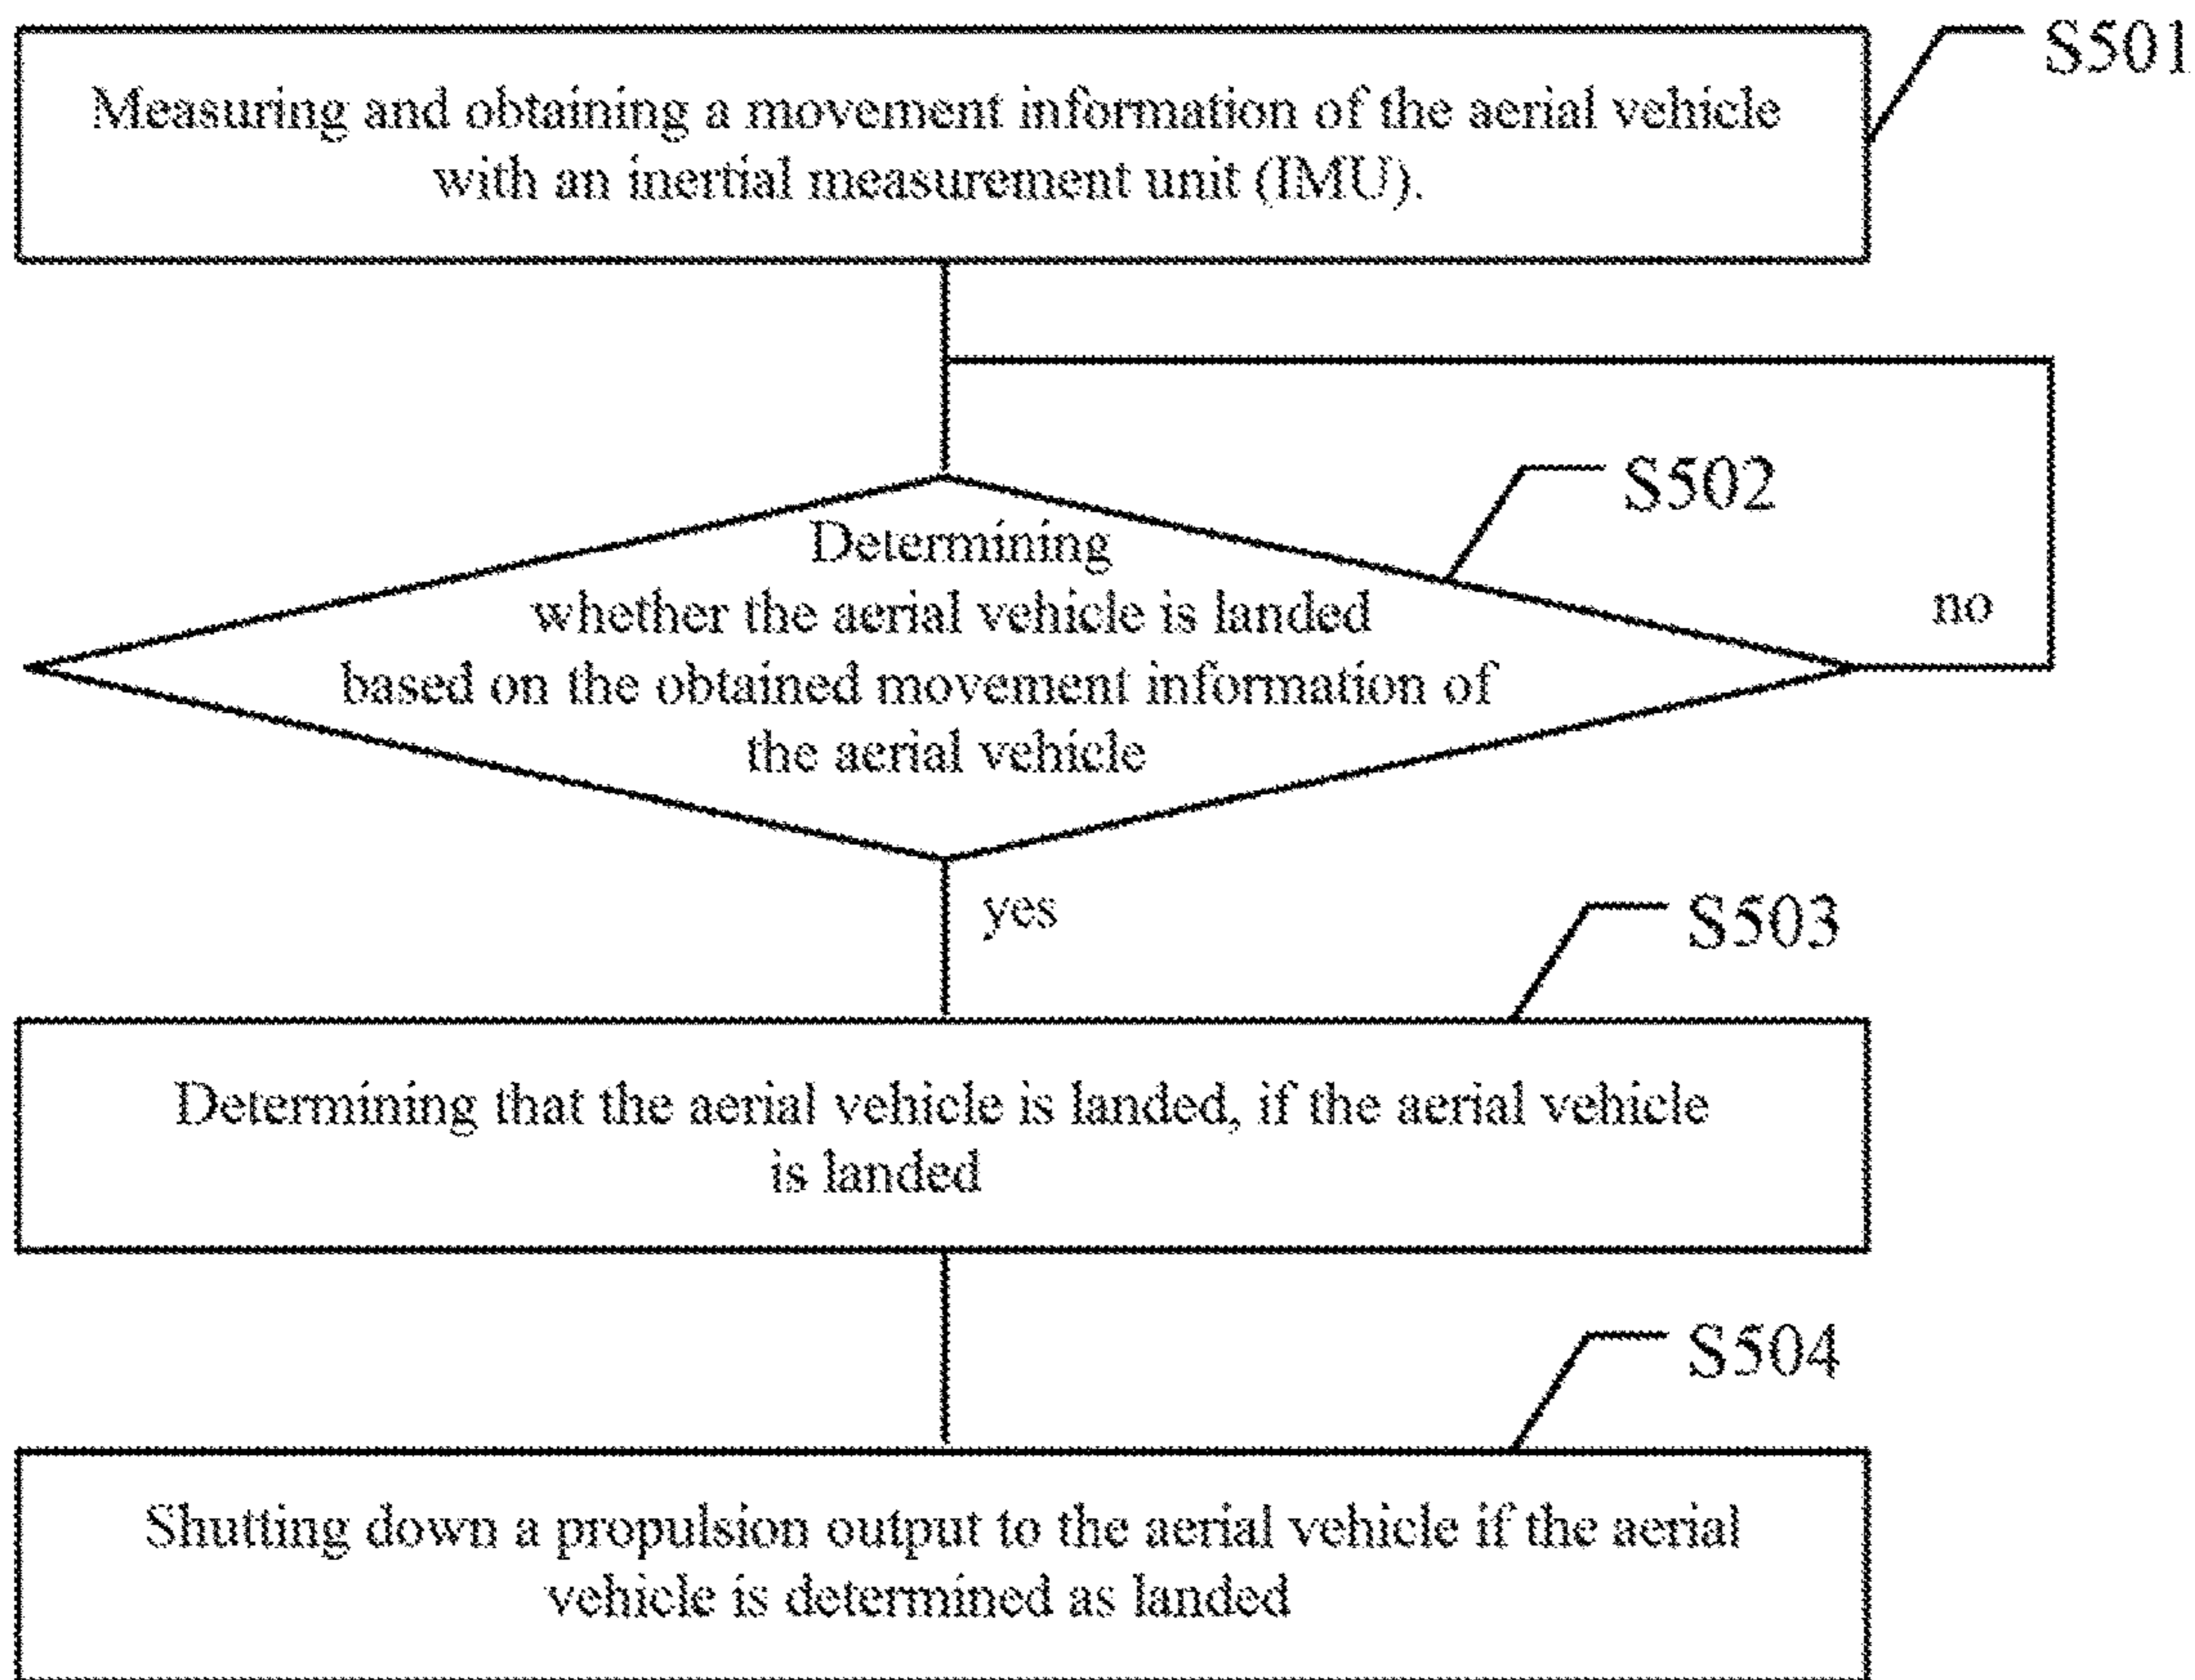 S501
Measuring and obtaining a movement information of the aerial vehicle
with an inertial measurement unit (IMU).
S502
Determining
whether the aerial vehicle is landed
based on the obtained movement information of
the aerial vehicle
no
yes
S503
Determining that the aerial vehicle is landed, if the aerial vehicle
is landed
S504
Shutting down a propulsion output to the aerial vehicle if the aerial
vehicle is determined as landed